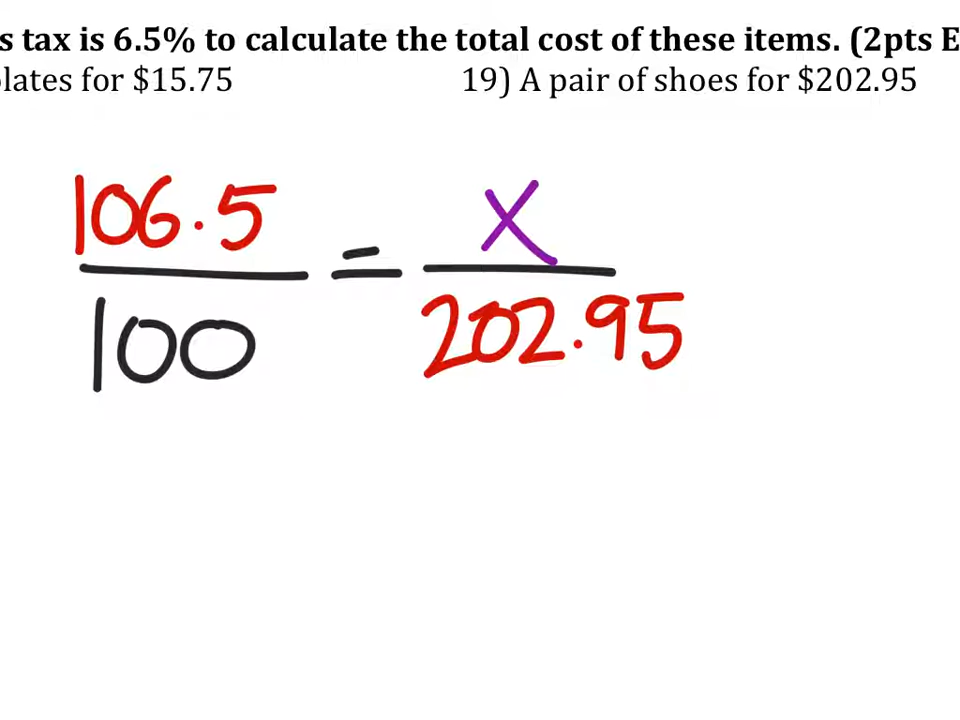 s tax is 6.5% to calculate the total cost of these items. (2pts E
lates for $15.75 19) A pair of shoes for $202.95
106.5 = X
100 202.95